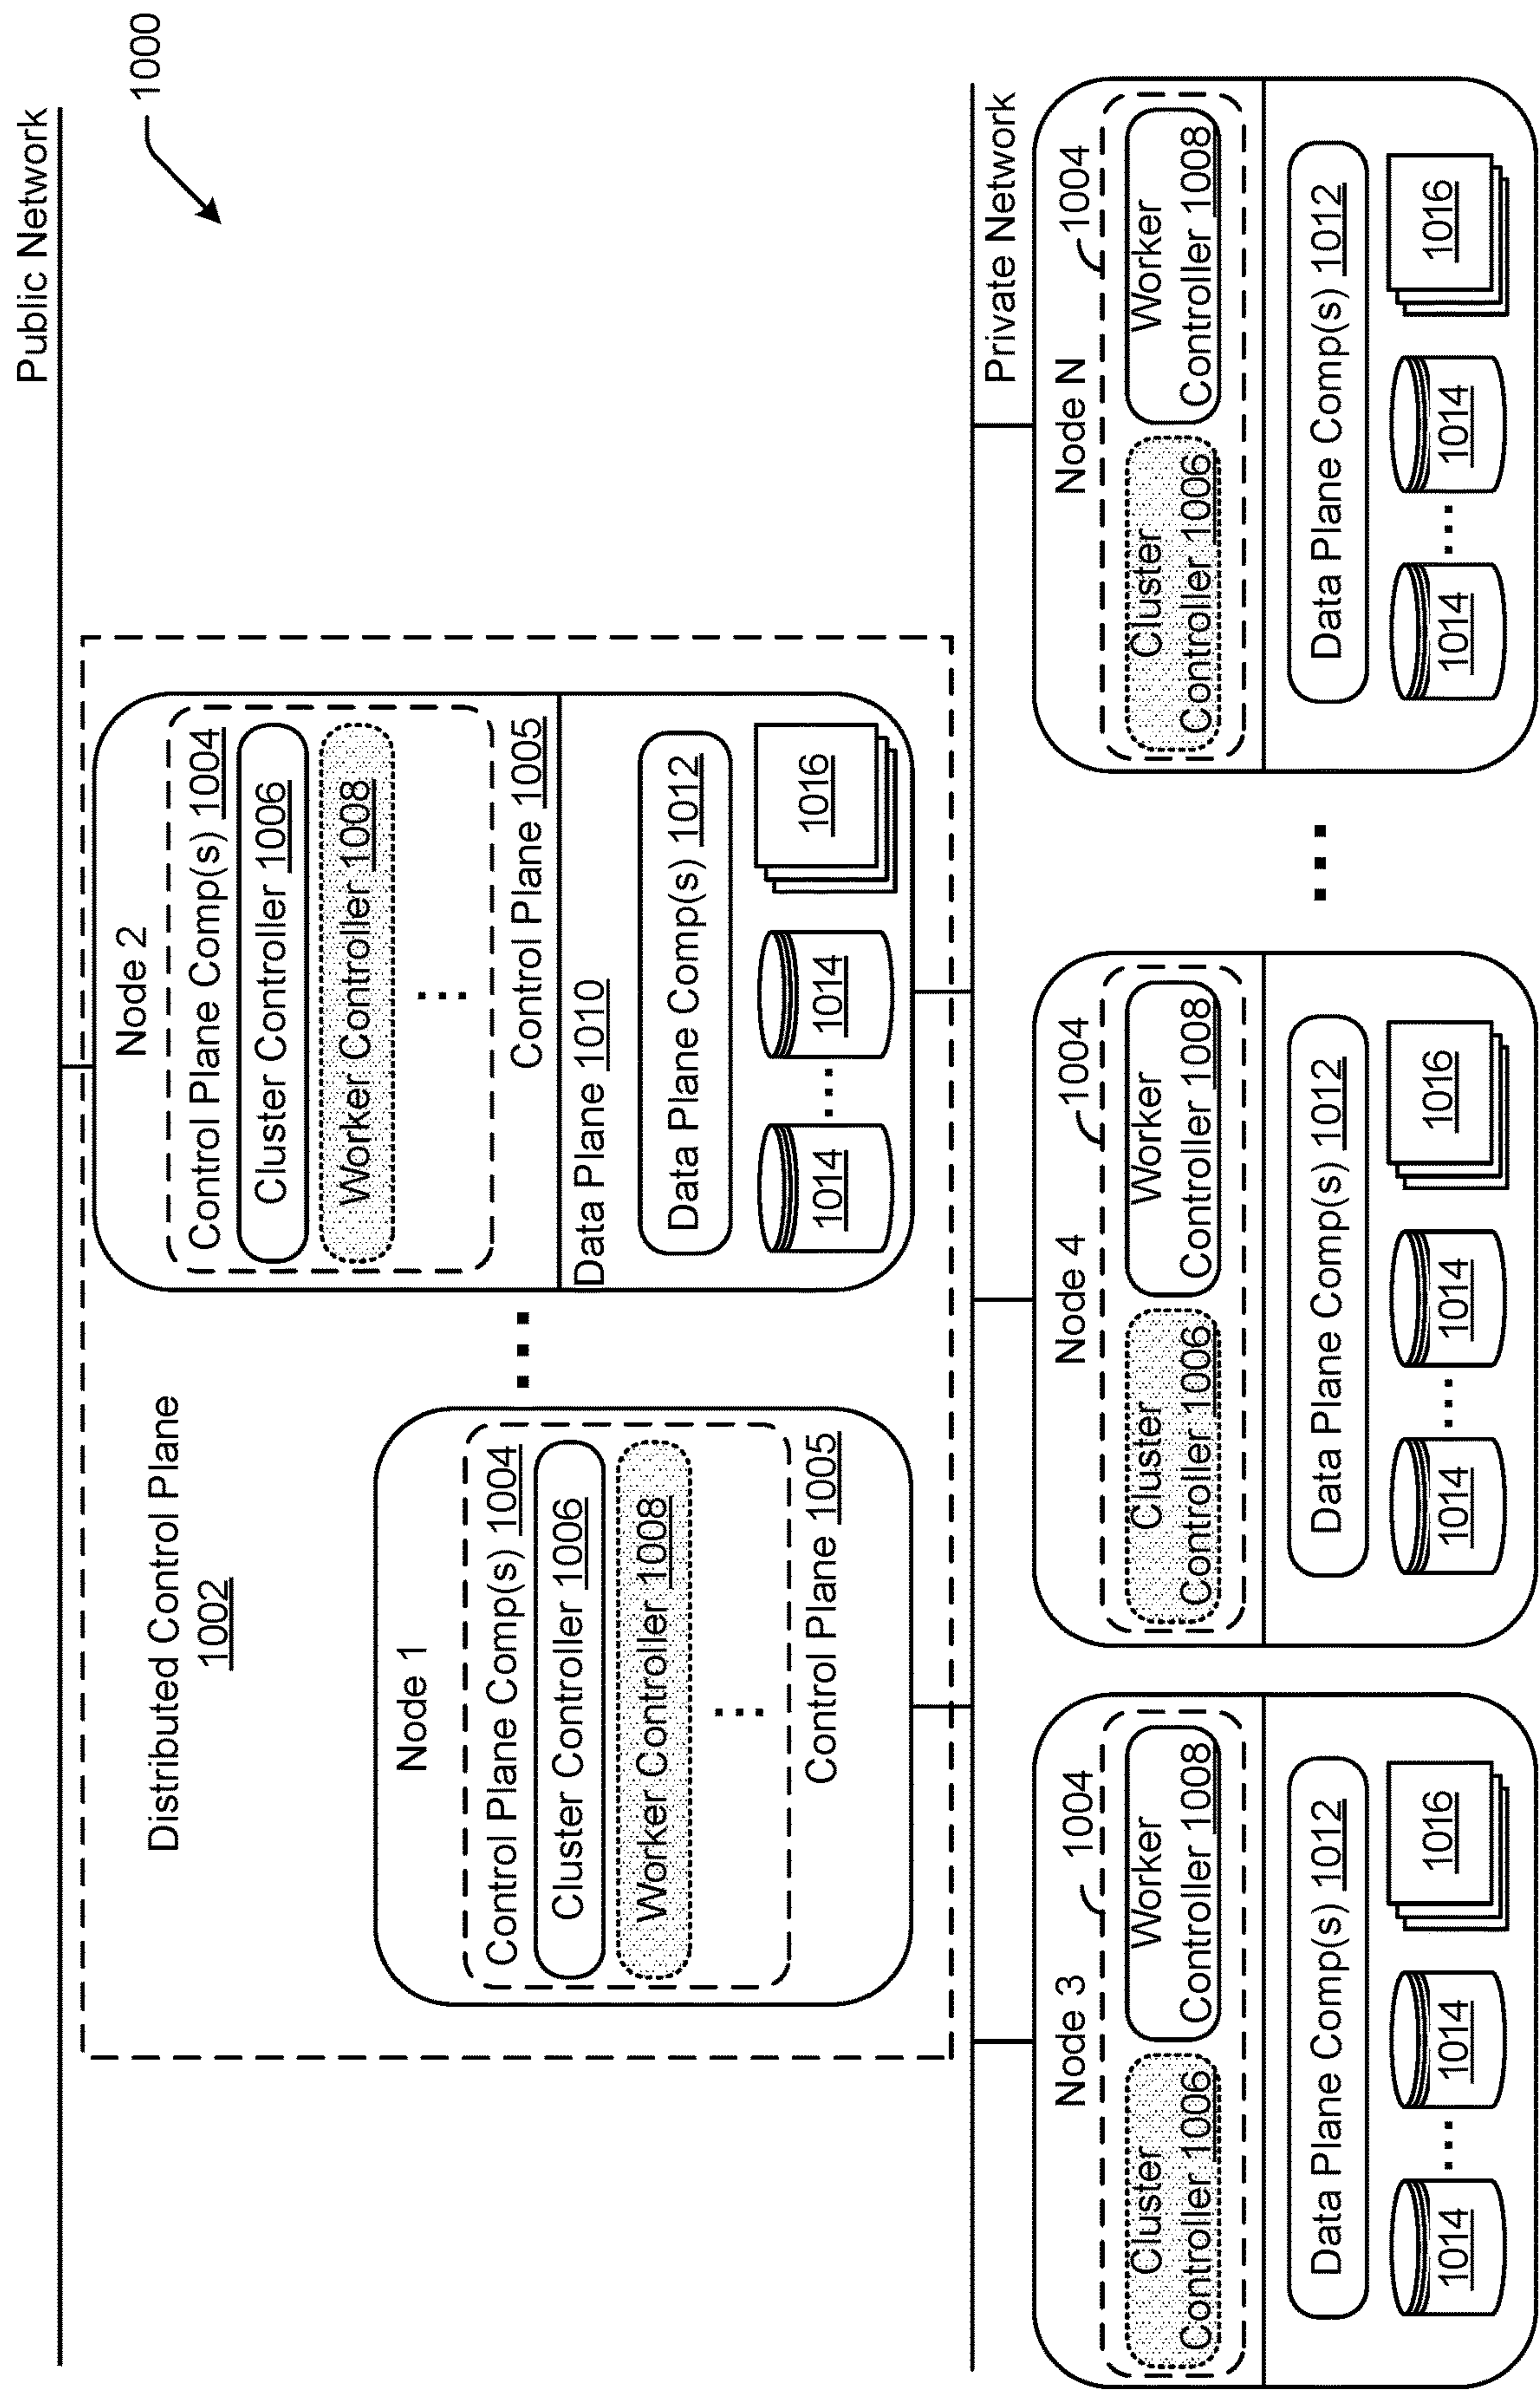 Public Network
1000
Distributed Control Plane
1002
Node 1
Control Plane Comp(s) 1004
Cluster Controller 1006
Worker Controller 1008
⋮
Control Plane 1005
...
Node 2
Control Plane Comp(s) 1004
Cluster Controller 1006
Worker Controller 1008
⋮
Control Plane 1005
Data Plane 1010
Data Plane Comp(s) 1012
1014 ... 1014
1016
Private Network
Node 3
1004
Cluster
Controller 1006
Worker
Controller 1008
Data Plane Comp(s) 1012
1014 ... 1014
1016
Node 4
1004
Cluster
Controller 1006
Worker
Controller 1008
Data Plane Comp(s) 1012
1014 ... 1014
1016
...
Node N
1004
Cluster
Controller 1006
Worker
Controller 1008
Data Plane Comp(s) 1012
1014 ... 1014
1016